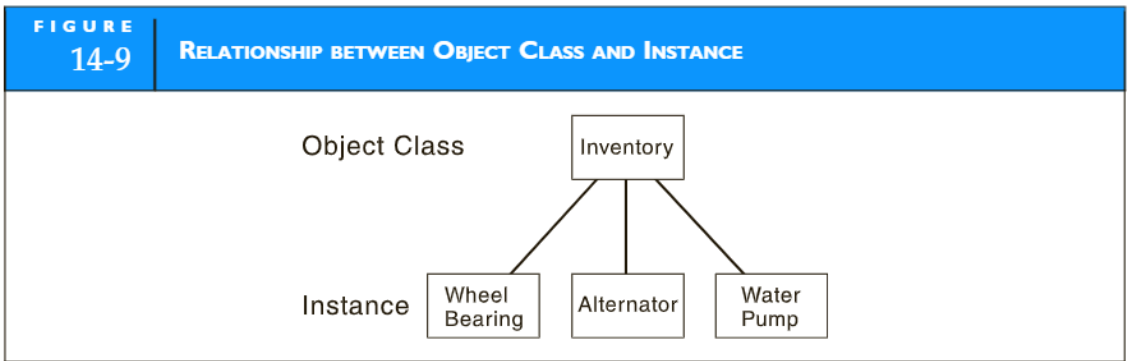 FIGURE
14-9
RELATIONSHIP BETWEEN OBJECT CLASS AND INSTANCE
Object Class
Inventory
Instance
Wheel
Bearing
Alternator
Water
Pump